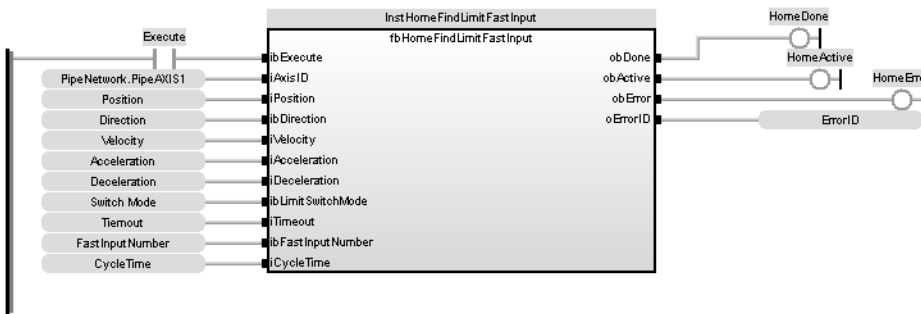 InstHomeFindLimitFastInput
HomeDone
fbHomeFindLimitFastInput
Execute
ibExecute
obDone
HomeActive
PipeNetwork.PipeAXIS1
iAxisID
obActive
HomeErro
Position
iPosition
obError
Direction
ibDirection
oErrorID
ErrorID
Velocity
iVelocity
Acceleration
iAcceleration
Deceleration
iDeceleration
Switch Mode
ibLimitSwitchMode
Tiemout
iTimeout
FastInputNumber
ibFastInputNumber
CycleTime
iCycleTime